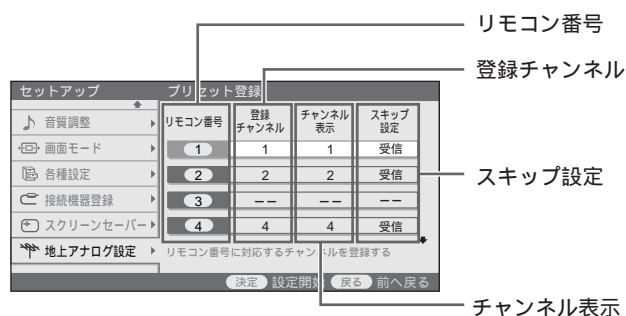 リモコン番号
登録チャンネル
スキップ設定
チャンネル表示
セットアップ
プリセット登録
音質調整
画面モード
各種設定
接続機器登録
スクリーンセーバー
地上アナログ設定
リモコン番号 登録チャンネル チャンネル表示 スキップ設定
1 1 1 受信
2 2 2 受信
3 −− −− −−
4 4 4 受信
リモコン番号に対応するチャンネルを登録する
決定 設定開始 戻る 前へ戻る